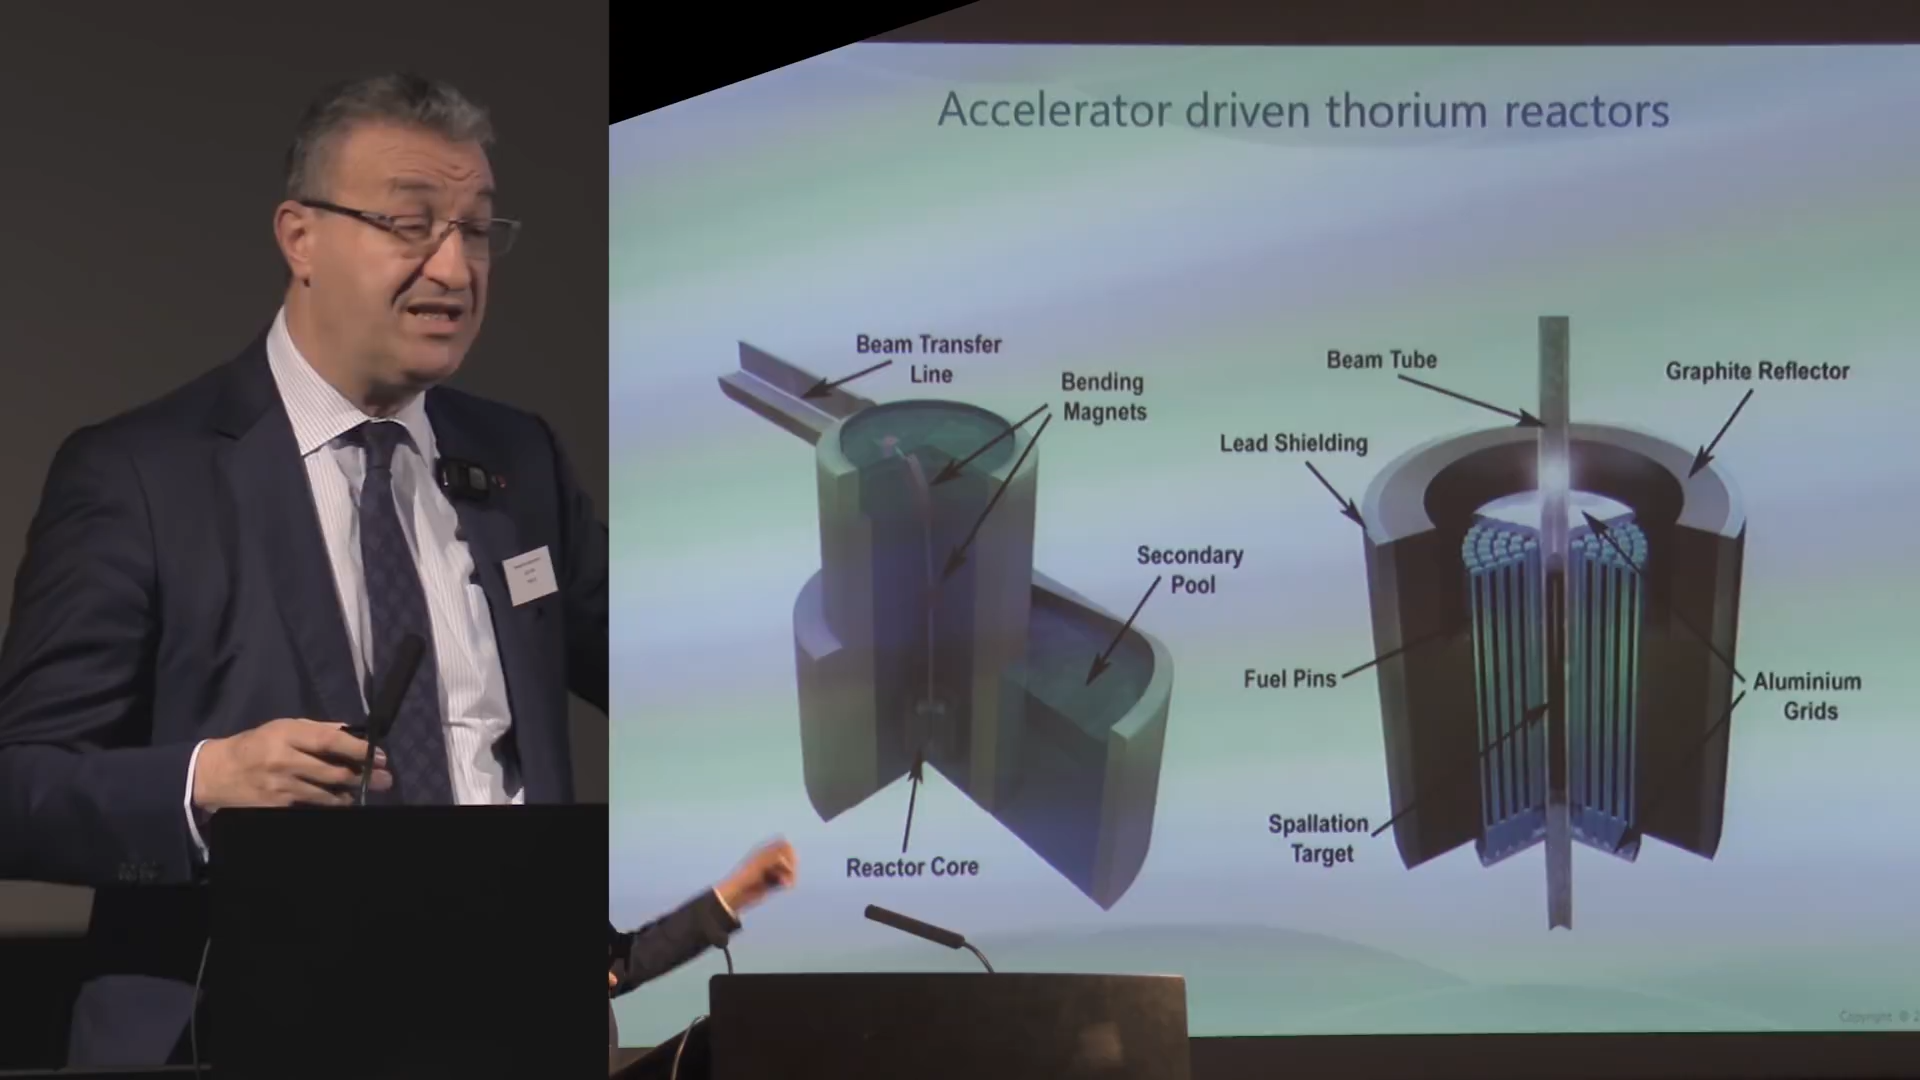 Accelerator driven thorium reactors
Beam Transfer
Line
Bending
Magnets
Secondary
Pool
Reactor Core
Beam Tube
Graphite Reflector
Lead Shielding
Fuel Pins
Aluminium
Grids
Spallation
Target
Copyright ©